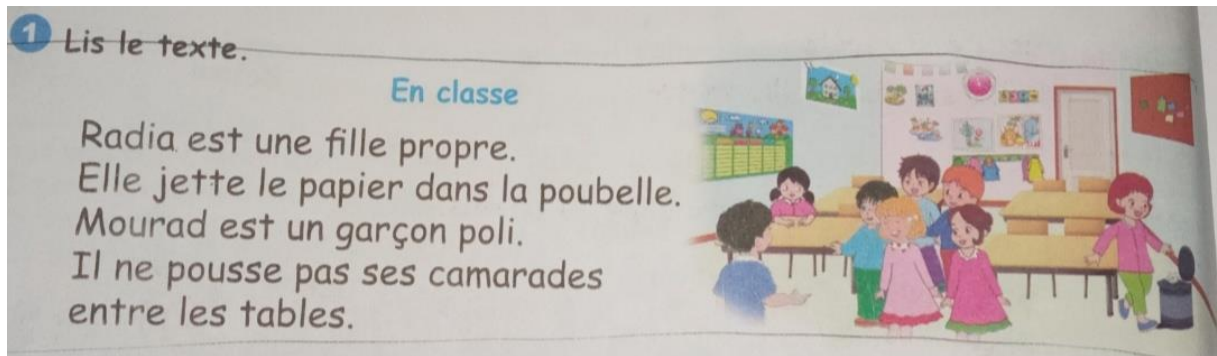 1 Lis le texte.
En classe
Radia est une fille propre.
Elle jette le papier dans la poubelle.
Mourad est un garçon poli.
Il ne pousse pas ses camarades
entre les tables.